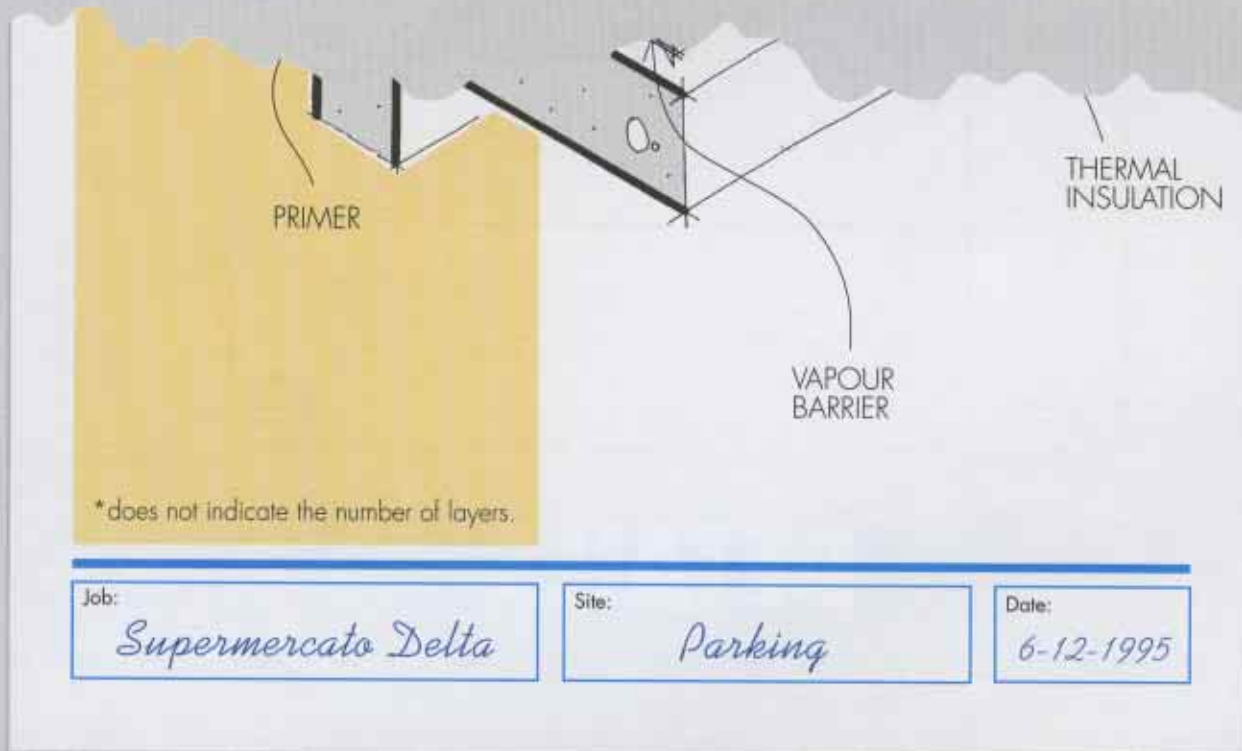 PRIMER
THERMAL
INSULATION
VAPOUR
BARRIER
*does not indicate the number of layers.
Job:
Supermercato Delta
Site:
Parking
Date:
6-12-1995